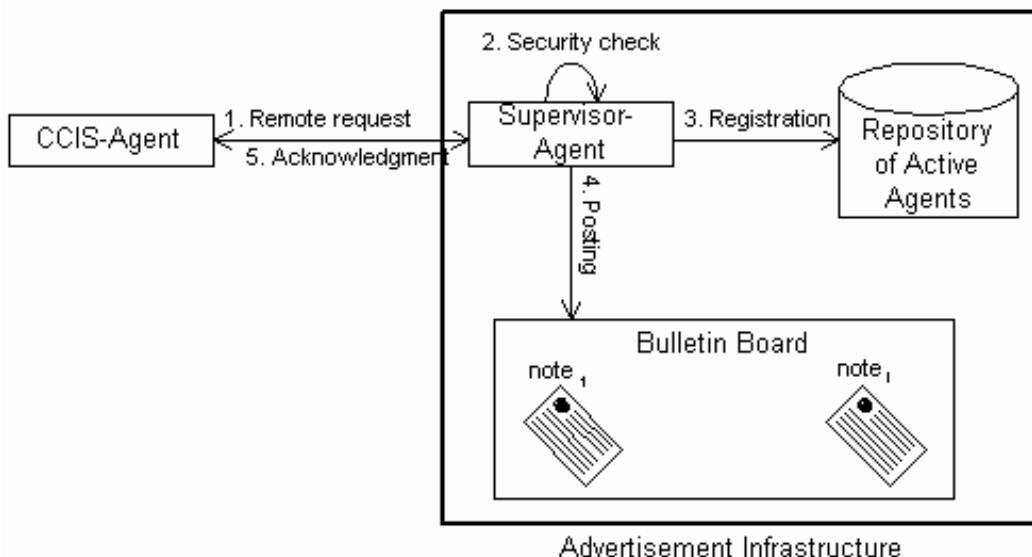 2. Security check
1. Remote request
CCIS-Agent
5. Acknowledgment
Supervisor-
Agent
3. Registration
Repository
of Active
Agents
4. Posting
Bulletin Board
note 1
note I
Advertisement Infrastructure